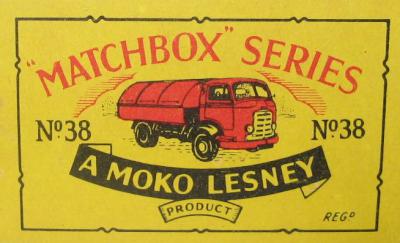 "MATCHBOX" SERIES
No38 No38
A MOKO LESNEY
PRODUCT
REGD